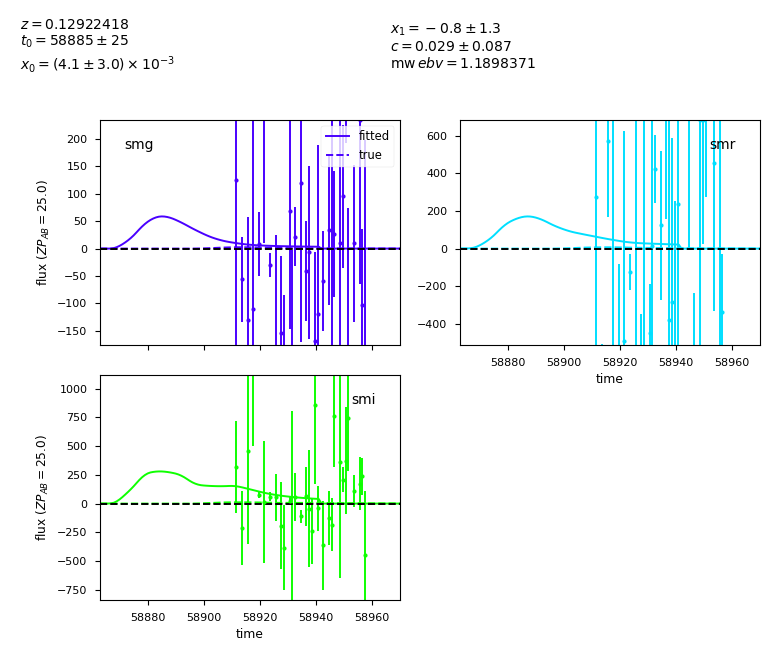 z = 0.12922418
t₀ = 58885 ± 25
x₀ = (4.1 ± 3.0) × 10⁻³
x₁ = −0.8 ± 1.3
c = 0.029 ± 0.087
mw ebv = 1.1898371
smg
fitted
true
200
150
100
50
0
−50
−100
−150
flux (ZP_AB = 25.0)
smr
600
400
200
0
−200
−400
58880 58900 58920 58940 58960
time
smi
1000
750
500
250
0
−250
−500
−750
flux (ZP_AB = 25.0)
58880 58900 58920 58940 58960
time